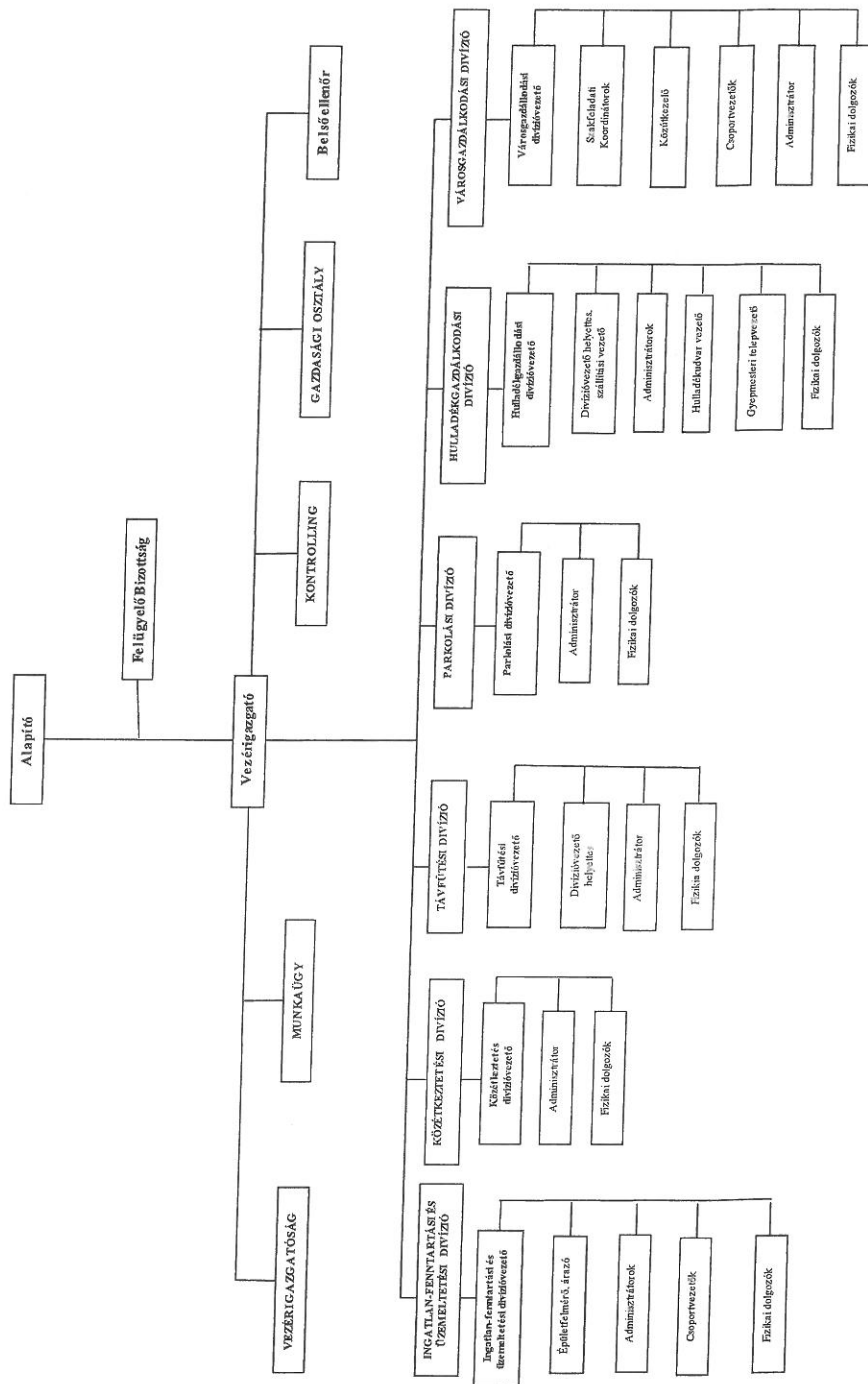 Alapító
Felügyelő Bizottság
Vezérigazgató
VEZÉRIGAZGATÓSÁG
MUNKAÜGY
KONTROLLING
GAZDASÁGI OSZTÁLY
Belső ellenőr
INGATLAN-FENNTARTÁSI ÉS
ÜZEMELTETÉSI DIVÍZIÓ
Ingatlan-fenntartási és
üzemeltetési divízióvezető
Épületfelmérő, árazó
Adminisztrátorok
Csoportvezetők
Fizikai dolgozók
KÖZÉTKEZTETÉSI DIVÍZIÓ
Közétkeztetés
divízióvezető
Adminisztrátor
Fizikai dolgozók
TÁVFŰTÉSI DIVÍZIÓ
Távfűtési
divízióvezető
Divízióvezető
helyettes
Adminisztrátor
Fizikia dolgozók
PARKOLÁSI DIVÍZIÓ
Parkolási divízióvezető
Adminisztrátor
Fizikai dolgozók
HULLADÉKGAZDÁLKODÁSI
DIVÍZIÓ
Hulladélgazdállkodási
divízióvezető
Divízióvezető helyettes,
szállítási vezető
Adminisztrátorok
Hulladékudvar vezető
Gyepmesteri telepvezető
Fizikai dolgozók
VÁROSGAZDÁLKODÁSI DIVÍZIÓ
Városgazdállodási
divízióvezető
Szakfeladati
Koordinátorok
Közútkezelő
Csoportvezetők
Adminisztrátor
Fizikai dolgozók